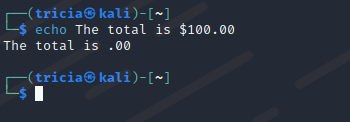 ┌──(tricia㉿kali)-[~]
└─$ echo The total is $100.00
The total is .00
┌──(tricia㉿kali)-[~]
└─$